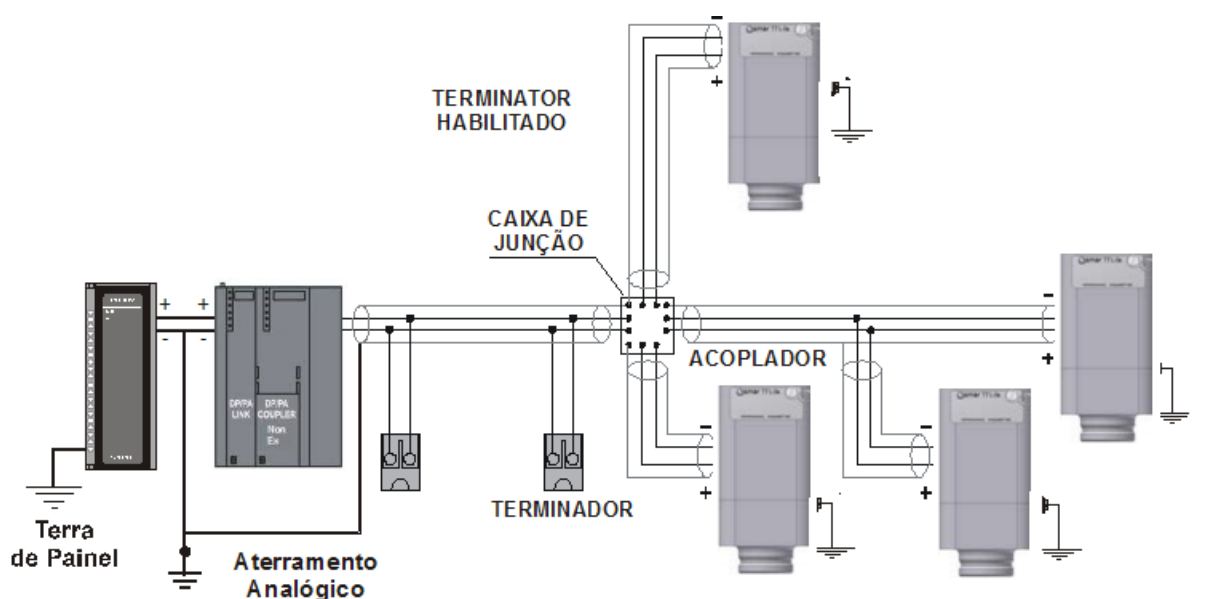 TERMINATOR
HABILITADO
CAIXA DE
JUNÇÃO
ACOPLADOR
TERMINADOR
DP/PA
LINK
DP/PA
COUPLER
Non
Ex
Terra
de Painel
Aterramento
Analógico
+
+
-
-
-
+
-
+
-
+
-
+